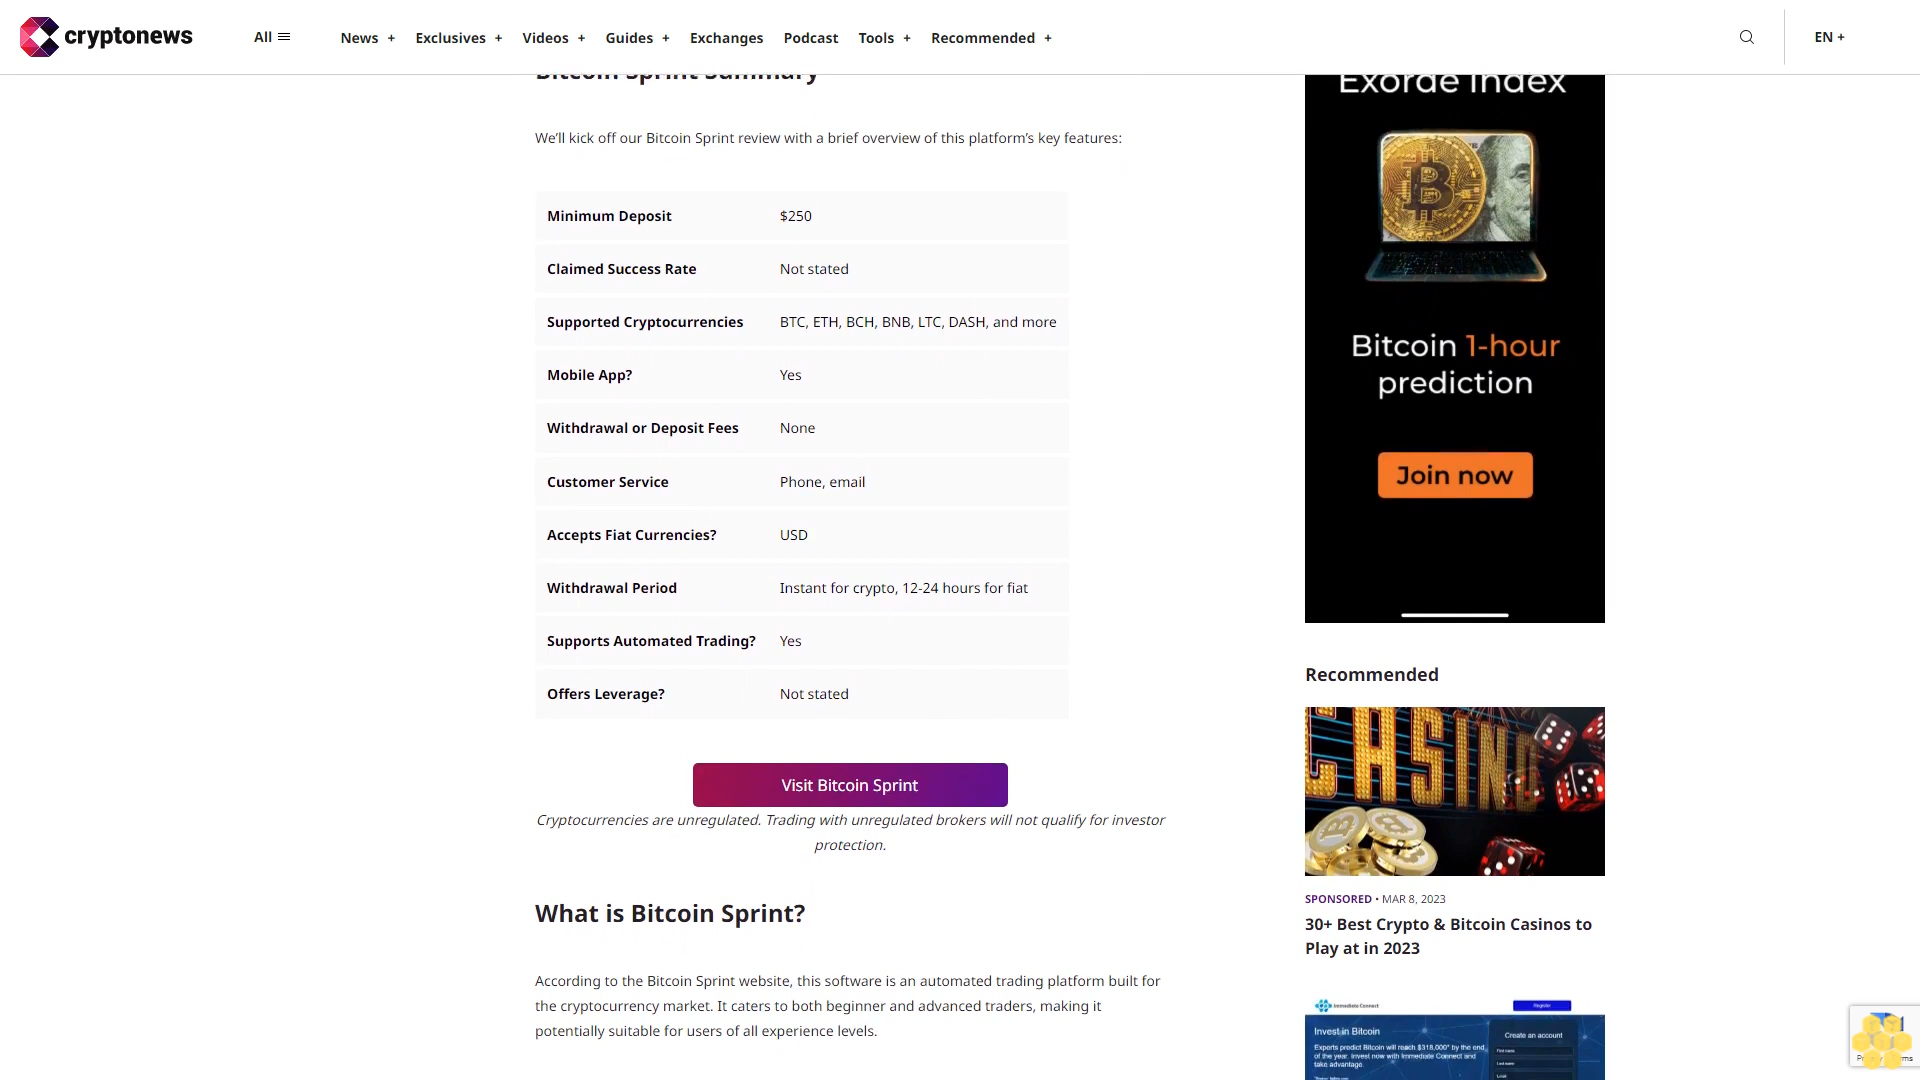 cryptonews
All
News +
Exclusives +
Videos +
Guides +
Exchanges
Podcast
Tools +
Recommended +
EN +
Bitcoin Sprint Summary
We’ll kick off our Bitcoin Sprint review with a brief overview of this platform’s key features:
Minimum Deposit $250
Claimed Success Rate Not stated
Supported Cryptocurrencies BTC, ETH, BCH, BNB, LTC, DASH, and more
Mobile App? Yes
Withdrawal or Deposit Fees None
Customer Service Phone, email
Accepts Fiat Currencies? USD
Withdrawal Period Instant for crypto, 12-24 hours for fiat
Supports Automated Trading? Yes
Offers Leverage? Not stated
Visit Bitcoin Sprint
Cryptocurrencies are unregulated. Trading with unregulated brokers will not qualify for investor
protection.
What is Bitcoin Sprint?
According to the Bitcoin Sprint website, this software is an automated trading platform built for
the cryptocurrency market. It caters to both beginner and advanced traders, making it
potentially suitable for users of all experience levels.
Exorde Index
Bitcoin 1-hour
prediction
Join now
Recommended
CASINO
SPONSORED • MAR 8, 2023
30+ Best Crypto & Bitcoin Casinos to
Play at in 2023
Immediate Connect
Register
Invest in Bitcoin
Experts predict Bitcoin will reach $318,000* by the end
of the year. Invest now with Immediate Connect and
take advantage.
Create an account
First name
Last name